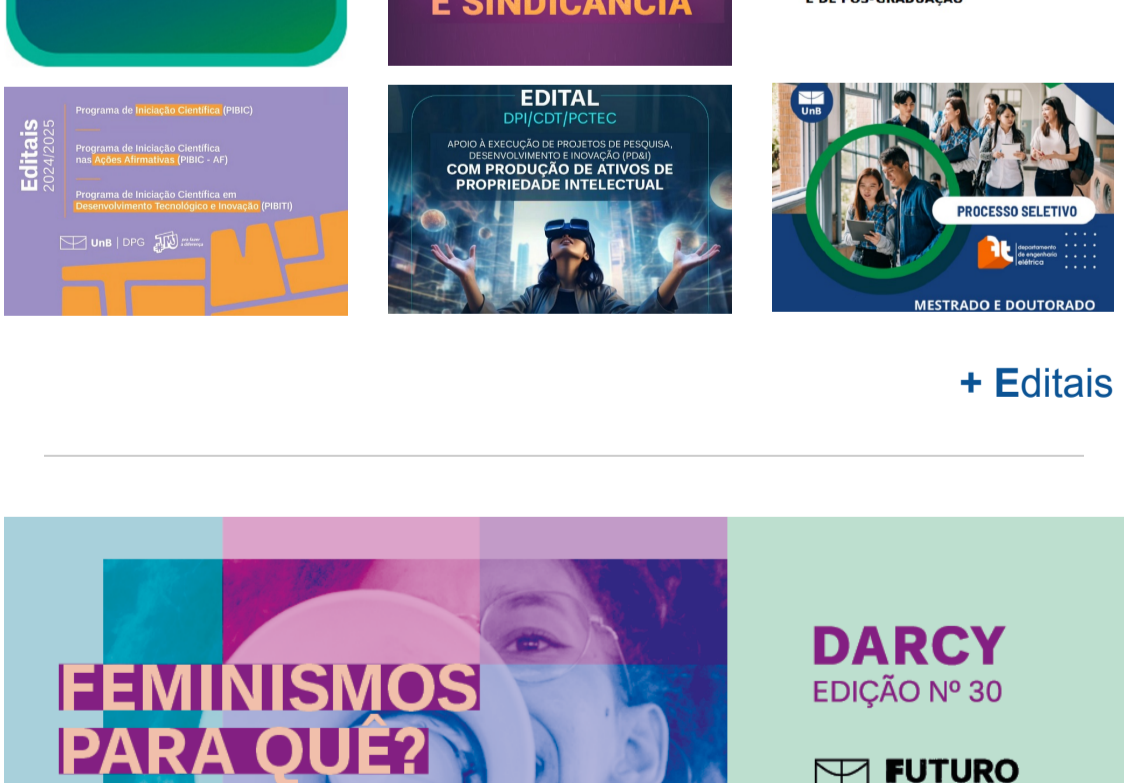 E SINDICÂNCIA
E DE PÓS-GRADUAÇÃO
Editais
2024/2025
Programa de Iniciação Científica (PIBIC)
Programa de Iniciação Científica
nas Ações Afirmativas (PIBIC - AF)
Programa de Iniciação Científica em
Desenvolvimento Tecnológico e Inovação (PIBITI)
UnB | DPG
EDITAL
DPI/CDT/PCTEC
APOIO À EXECUÇÃO DE PROJETOS DE PESQUISA,
DESENVOLVIMENTO E INOVAÇÃO (PD&I)
COM PRODUÇÃO DE ATIVOS DE
PROPRIEDADE INTELECTUAL
UnB
PROCESSO SELETIVO
departamento
de engenharia
elétrica
MESTRADO E DOUTORADO
+ Editais
FEMINISMOS
PARA QUÊ?
DARCY
EDIÇÃO Nº 30
FUTURO